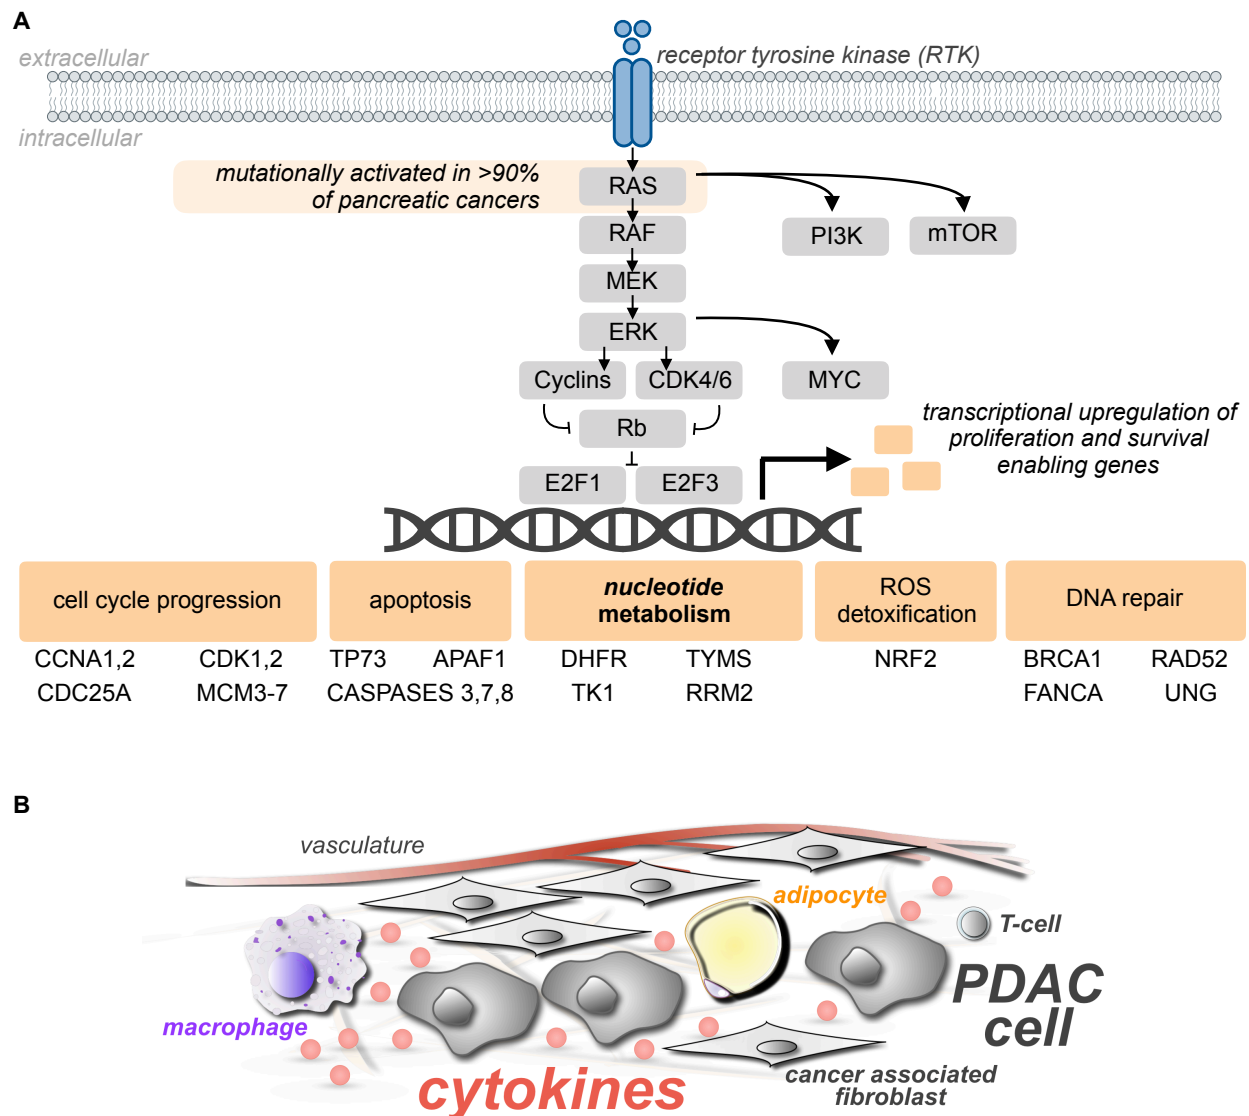 A
extracellular
receptor tyrosine kinase (RTK)
intracellular
mutationally activated in >90%
of pancreatic cancers
RAS
RAF
PI3K
mTOR
MEK
ERK
Cyclins
CDK4/6
MYC
Rb
transcriptional upregulation of
proliferation and survival
enabling genes
E2F1
E2F3
cell cycle progression
apoptosis
nucleotide
metabolism
ROS
detoxification
DNA repair
CCNA1,2 CDK1,2 TP73 APAF1 DHFR TYMS NRF2 BRCA1 RAD52
CDC25A MCM3-7 CASPASES 3,7,8 TK1 RRM2 FANCA UNG
B
vasculature
adipocyte
T-cell
macrophage
PDAC
cell
cytokines
cancer associated
fibroblast